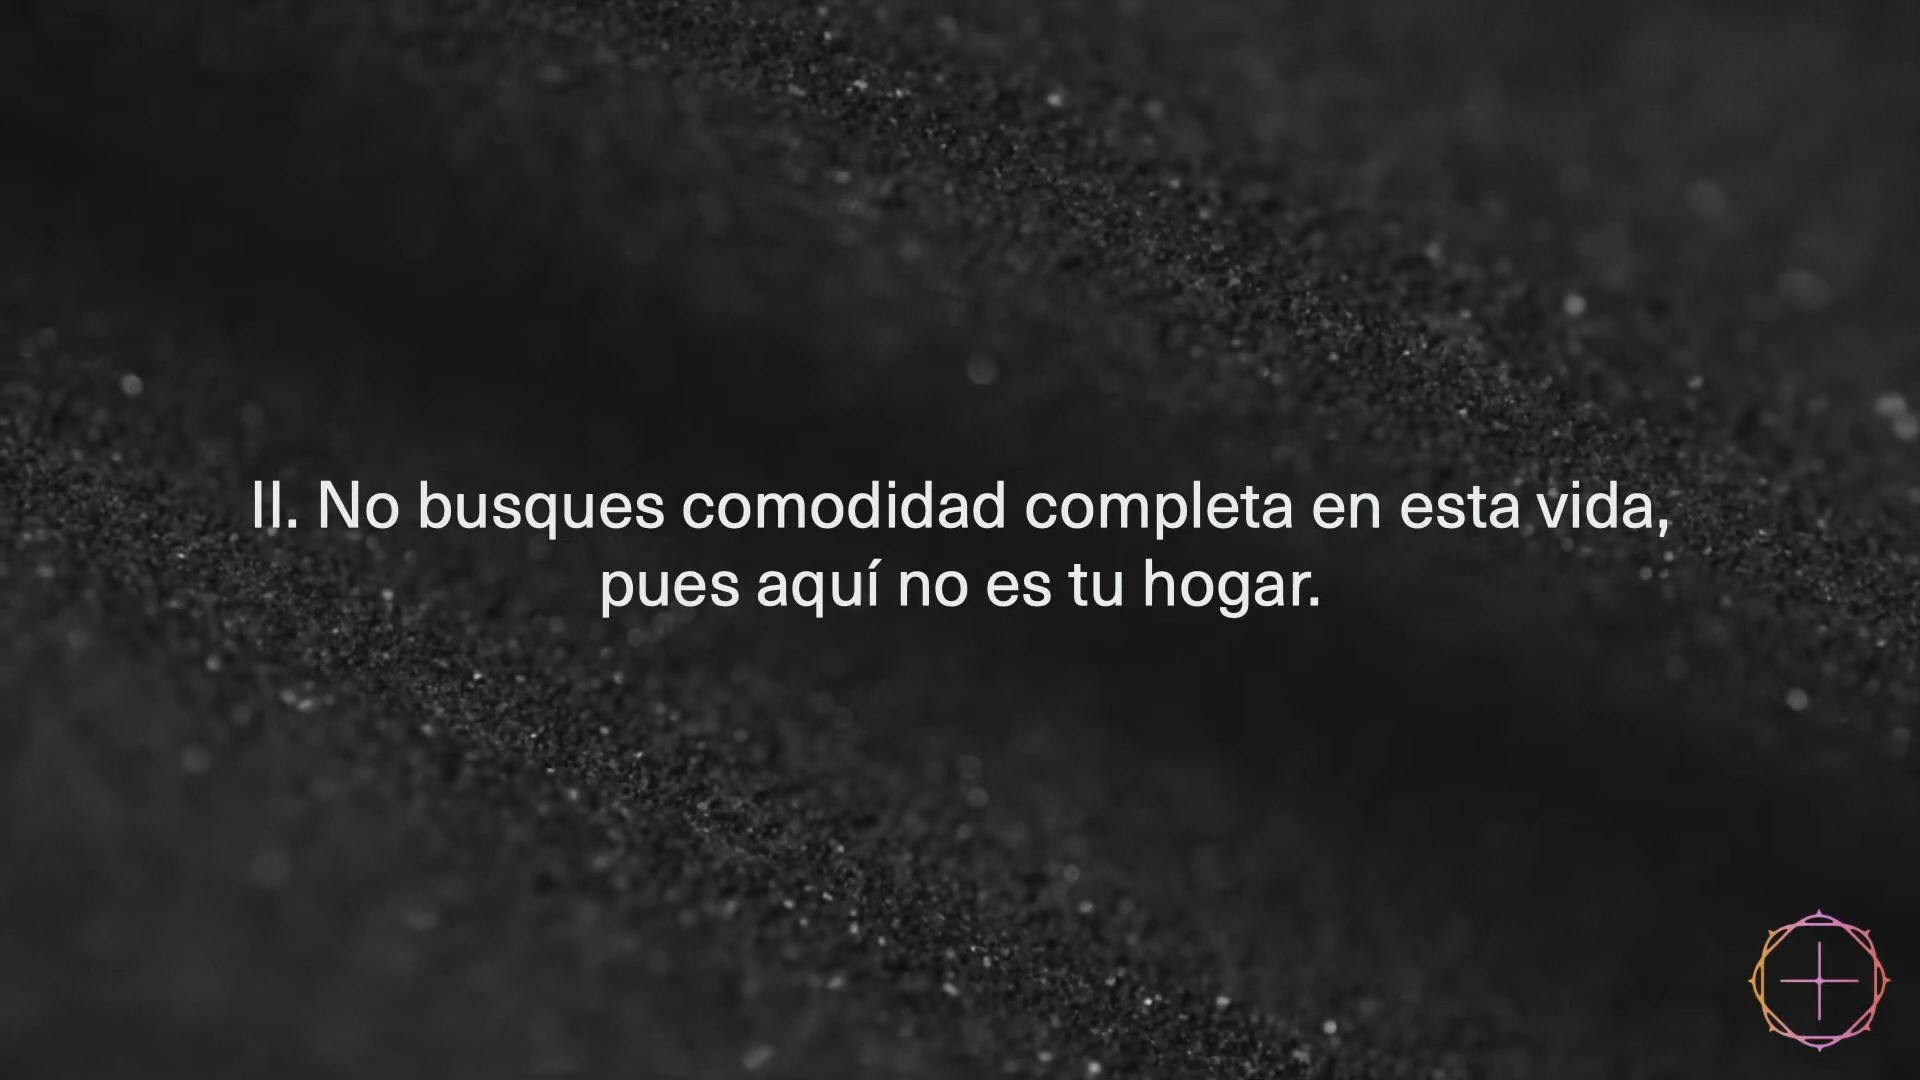 II. No busques comodidad completa en esta vida,
pues aquí no es tu hogar.